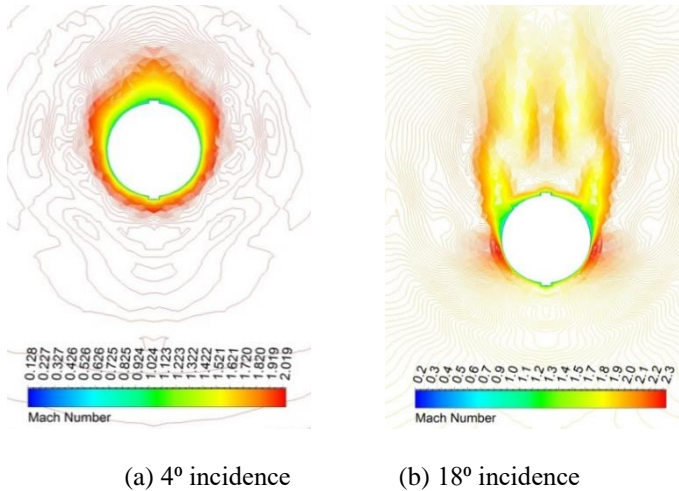 0.128 0.227 0.327 0.426 0.526 0.626 0.725 0.825 0.924 1.024 1.123 1.223 1.322 1.422 1.521 1.621 1.720 1.820 1.919 2.019
Mach Number
0.2 0.3 0.4 0.5 0.6 0.7 0.9 1.0 1.2 1.3 1.4 1.5 1.6 1.7 1.8 1.9 2.0 2.1 2.2 2.3
Mach Number
(a) 4º incidence
(b) 18º incidence